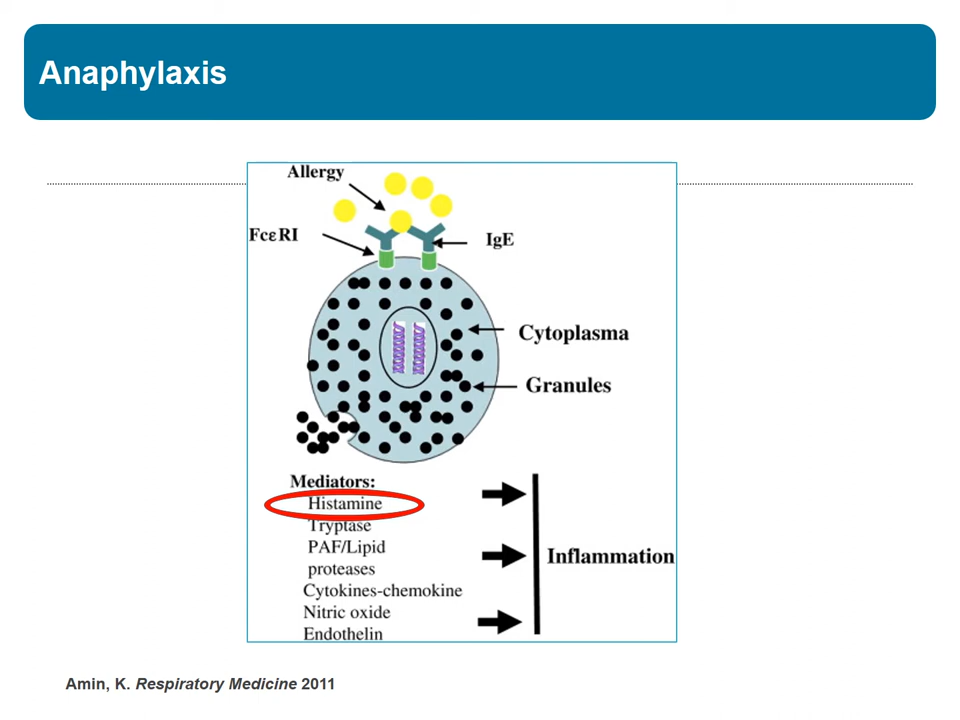 Anaphylaxis
Allergy
FcεRI
IgE
Cytoplasma
Granules
Mediators:
Histamine
Tryptase
PAF/Lipid
proteases
Cytokines-chemokine
Nitric oxide
Endothelin
Inflammation
Amin, K. Respiratory Medicine 2011